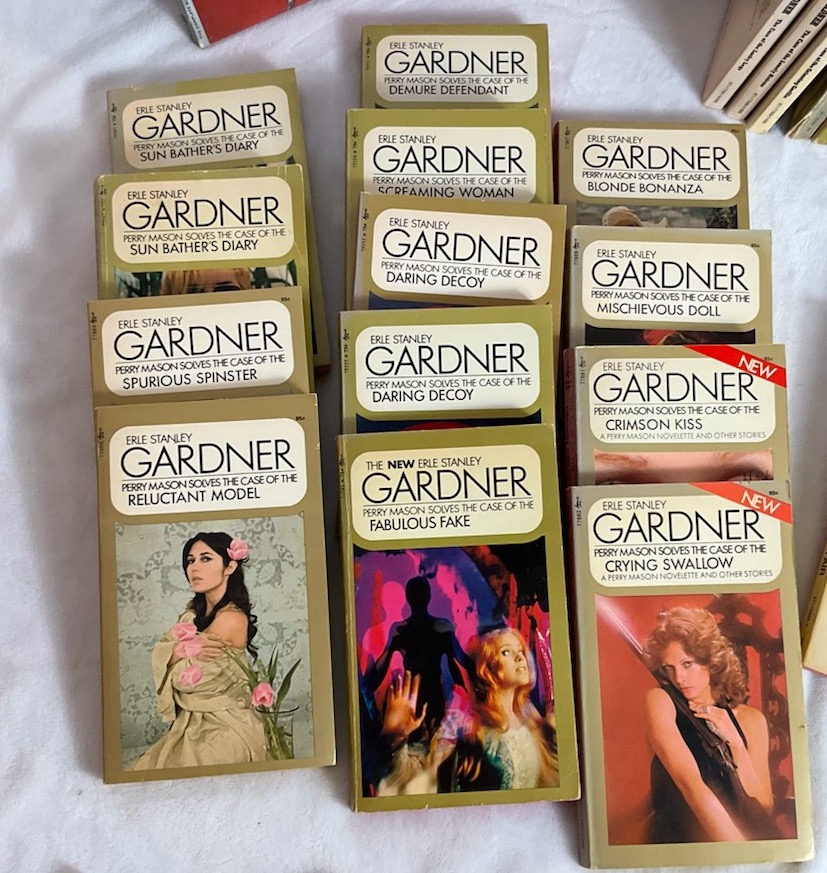 ERLE STANLEY
GARDNER
PERRY MASON SOLVES THE CASE OF THE
SUN BATHER'S DIARY
ERLE STANLEY
GARDNER
PERRY MASON SOLVES THE CASE OF THE
SUN BATHER'S DIARY
95c
ERLE STANLEY
GARDNER
PERRY MASON SOLVES THE CASE OF THE
SPURIOUS SPINSTER
95c
ERLE STANLEY
GARDNER
PERRY MASON SOLVES THE CASE OF THE
RELUCTANT MODEL
ERLE STANLEY
GARDNER
PERRY MASON SOLVES THE CASE OF THE
DEMURE DEFENDANT
ERLE STANLEY
GARDNER
PERRY MASON SOLVES THE CASE OF THE
SCREAMING WOMAN
ERLE STANLEY
GARDNER
PERRY MASON SOLVES THE CASE OF THE
DARING DECOY
ERLE STANLEY
GARDNER
PERRY MASON SOLVES THE CASE OF THE
DARING DECOY
THE NEW ERLE STANLEY
GARDNER
PERRY MASON SOLVES THE CASE OF THE
FABULOUS FAKE
ERLE STANLEY
GARDNER
PERRY MASON SOLVES THE CASE OF THE
BLONDE BONANZA
95c
ERLE STANLEY
GARDNER
PERRY MASON SOLVES THE CASE OF THE
MISCHIEVOUS DOLL
95c
NEW
ERLE STANLEY
GARDNER
PERRY MASON SOLVES THE CASE OF THE
CRIMSON KISS
A PERRY MASON NOVELETTE AND OTHER STORIES
95c
NEW
ERLE STANLEY
GARDNER
PERRY MASON SOLVES THE CASE OF THE
CRYING SWALLOW
A PERRY MASON NOVELETTE AND OTHER STORIES